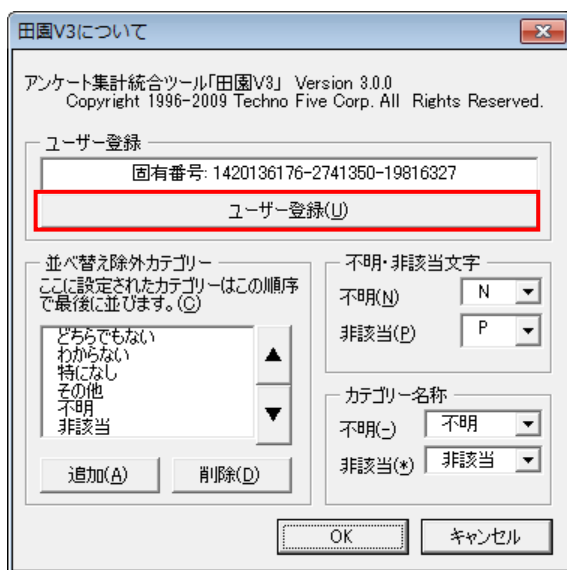 田園V3について
アンケート集計統合ツール「田園V3」 Version 3.0.0
Copyright 1996-2009 Techno Five Corp. All Rights Reserved.
ユーザー登録
固有番号: 1420136176-2741350-19816327
ユーザー登録(U)
並べ替え除外カテゴリー
ここに設定されたカテゴリーはこの順序
で最後に並びます。(C)
どちらでもない
わからない
特になし
その他
不明
非該当
追加(A)
削除(D)
不明・非該当文字
不明(N) N
非該当(P) P
カテゴリー名称
不明(-) 不明
非該当(*) 非該当
OK
キャンセル